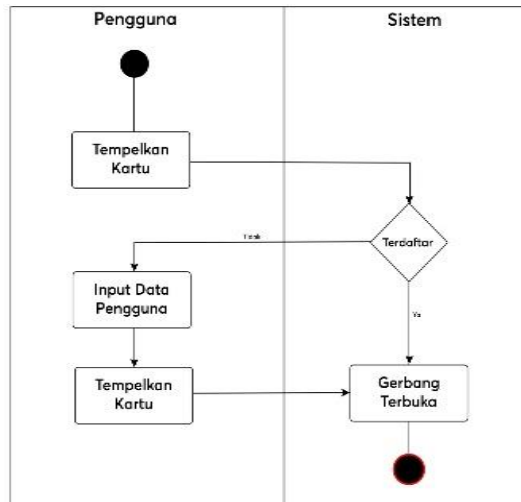 Pengguna
Sistem
Tempelkan
Kartu
Terdaftar
Tidak
Input Data
Pengguna
Ya
Tempelkan
Kartu
Gerbang
Terbuka